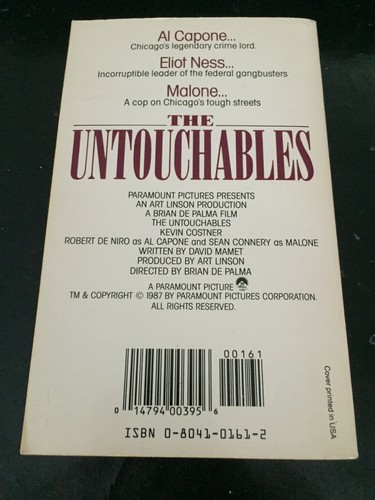 Al Capone...
Chicago's legendary crime lord.
Eliot Ness...
Incorruptible leader of the federal gangbusters
Malone...
A cop on Chicago's tough streets
THE
UNTOUCHABLES
PARAMOUNT PICTURES PRESENTS
AN ART LINSON PRODUCTION
A BRIAN DE PALMA FILM
THE UNTOUCHABLES
KEVIN COSTNER
ROBERT DE NIRO as AL CAPONE and SEAN CONNERY as MALONE
WRITTEN BY DAVID MAMET
PRODUCED BY ART LINSON
DIRECTED BY BRIAN DE PALMA
A PARAMOUNT PICTURE
TM & COPYRIGHT © 1987 BY PARAMOUNT PICTURES CORPORATION.
ALL RIGHTS RESERVED.
00161
0 14794 00395 6
ISBN 0-8041-0161-2
Cover printed in USA